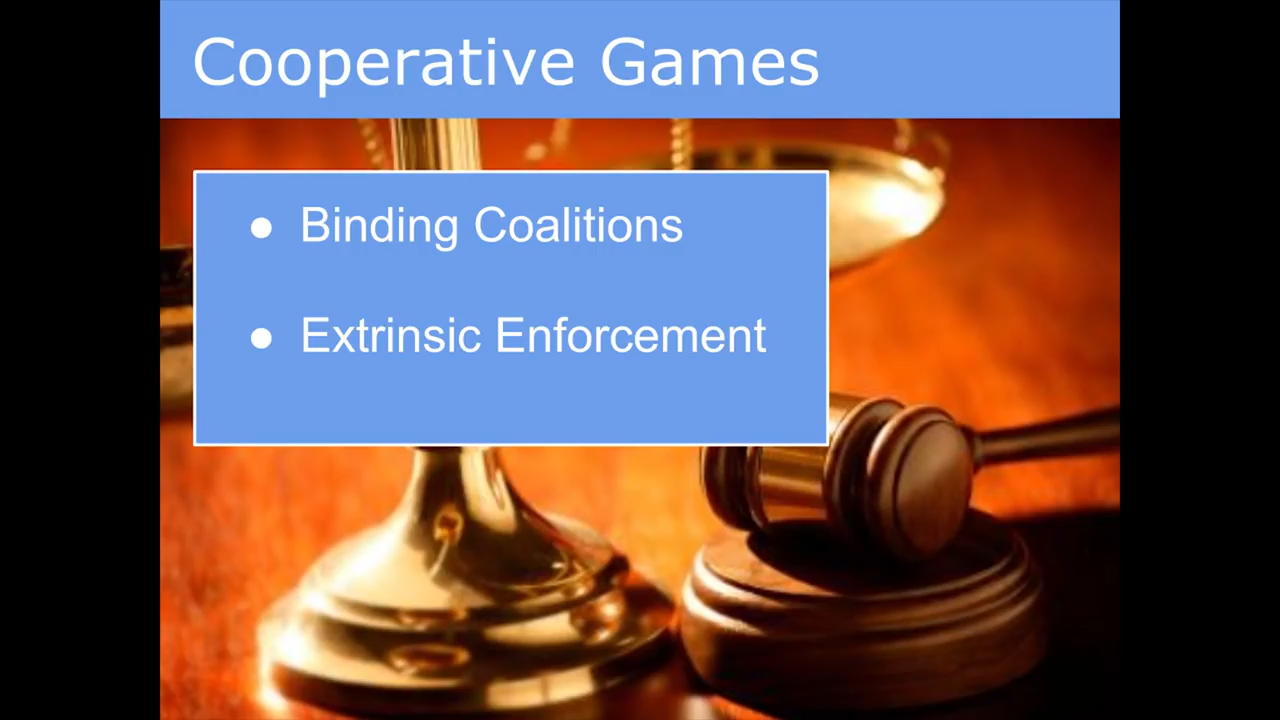 Cooperative Games
● Binding Coalitions
● Extrinsic Enforcement